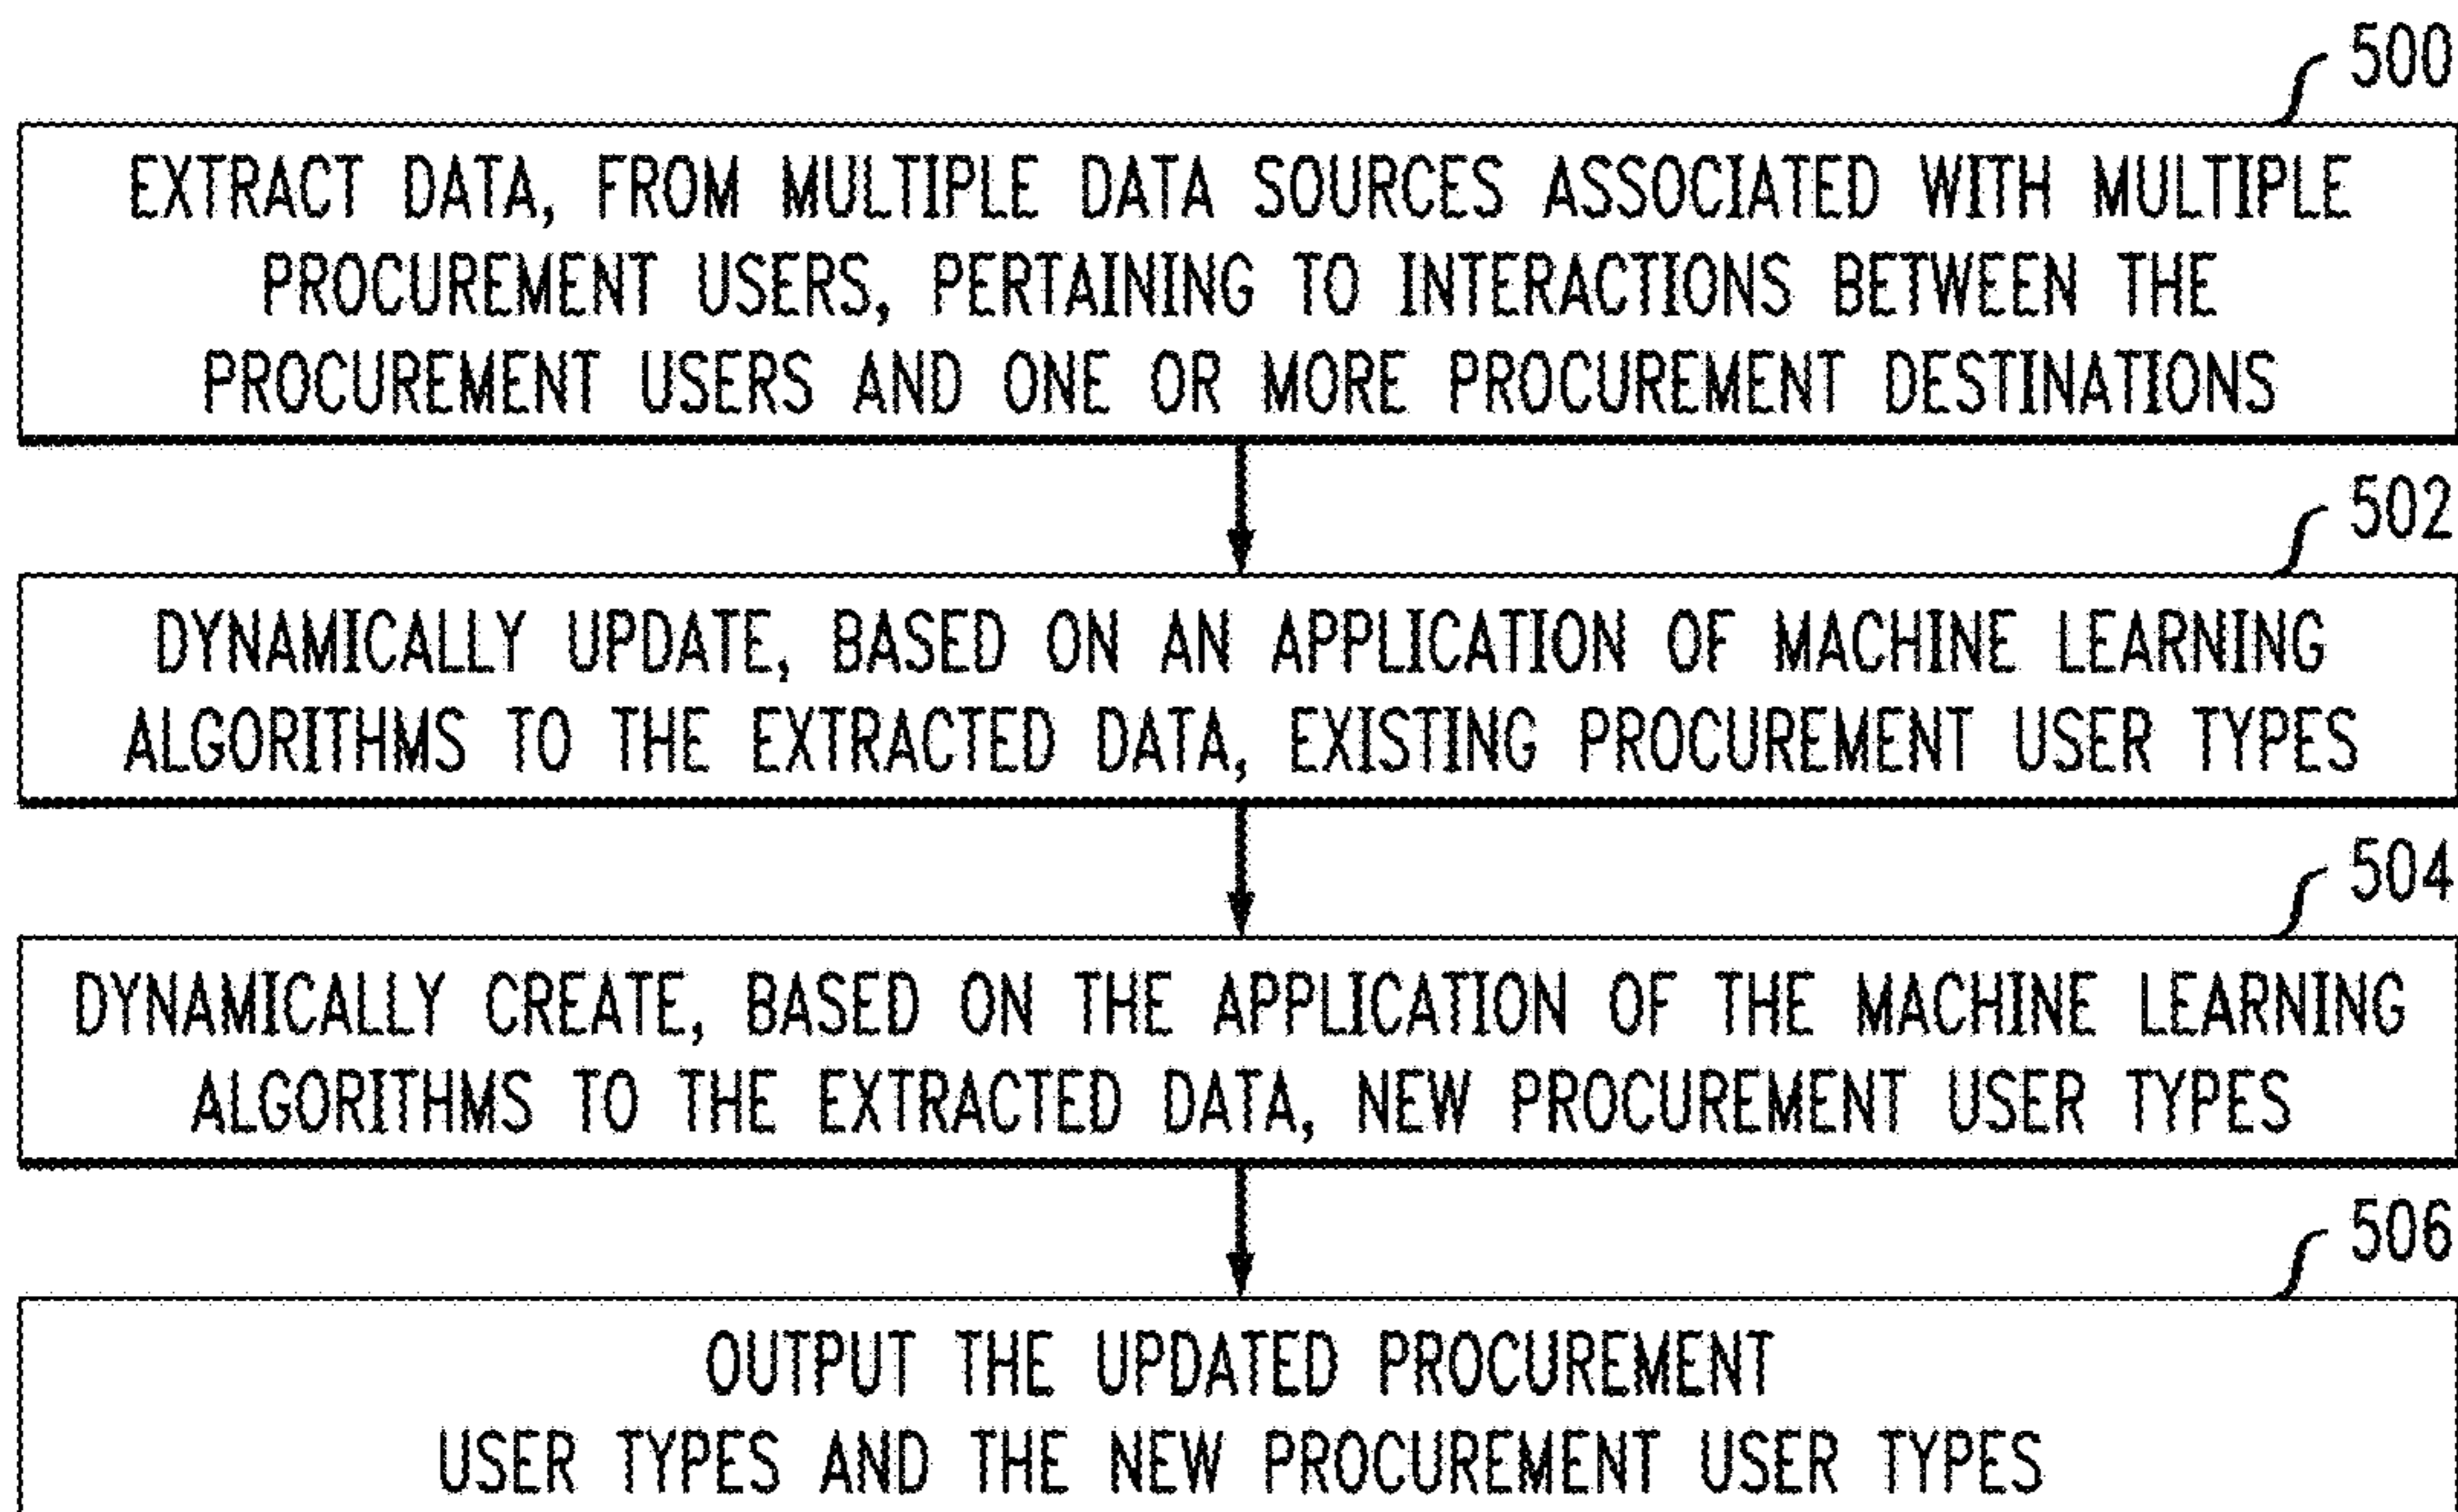 500
EXTRACT DATA, FROM MULTIPLE DATA SOURCES ASSOCIATED WITH MULTIPLE
PROCUREMENT USERS, PERTAINING TO INTERACTIONS BETWEEN THE
PROCUREMENT USERS AND ONE OR MORE PROCUREMENT DESTINATIONS
502
DYNAMICALLY UPDATE, BASED ON AN APPLICATION OF MACHINE LEARNING
ALGORITHMS TO THE EXTRACTED DATA, EXISTING PROCUREMENT USER TYPES
504
DYNAMICALLY CREATE, BASED ON THE APPLICATION OF THE MACHINE LEARNING
ALGORITHMS TO THE EXTRACTED DATA, NEW PROCUREMENT USER TYPES
506
OUTPUT THE UPDATED PROCUREMENT
USER TYPES AND THE NEW PROCUREMENT USER TYPES